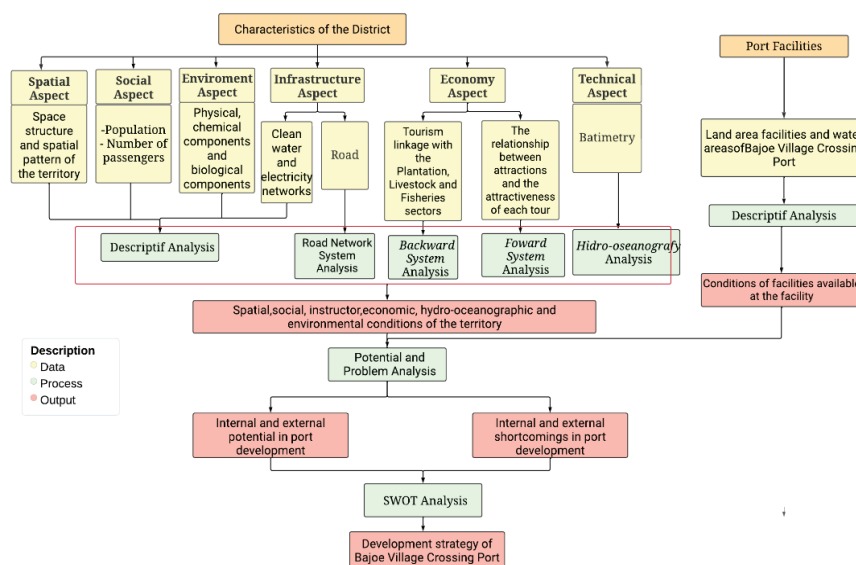 Characteristics of the District
Port Facilities
Spatial
Aspect
Space
structure
and spatial
pattern of
the territory
Social
Aspect
-Population
- Number of
passengers
Enviroment
Aspect
Physical,
chemical
components
and
biological
components
Infrastructure
Aspect
Clean
water
and
electricity
networks
Road
Economy
Aspect
Tourism
linkage with
the
Plantation,
Livestock and
Fisheries
sectors
The
relationship
between
attractions
and the
attractiveness
of each tour
Technical
Aspect
Batimetry
Land area facilities and wate
areasofBajoe Village Crossing
Port
Descriptif Analysis
Road Network
System
Analysis
Backward
System
Analysis
Foward
System
Analysis
Hidro-oseanografy
Analysis
Descriptif Analysis
Conditions of facilities available
at the facility
Spatial,social, instructor,economic, hydro-oceanographic and
environmental conditions of the territory
Potential and
Problem Analysis
Description
Data
Process
Output
Internal and external
potential in port
development
Internal and external
shortcomings in port
development
SWOT Analysis
Development strategy of
Bajoe Village Crossing Port